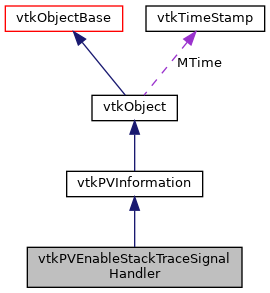 vtkObjectBase
vtkTimeStamp
MTime
vtkObject
vtkPVInformation
vtkPVEnableStackTraceSignal
Handler